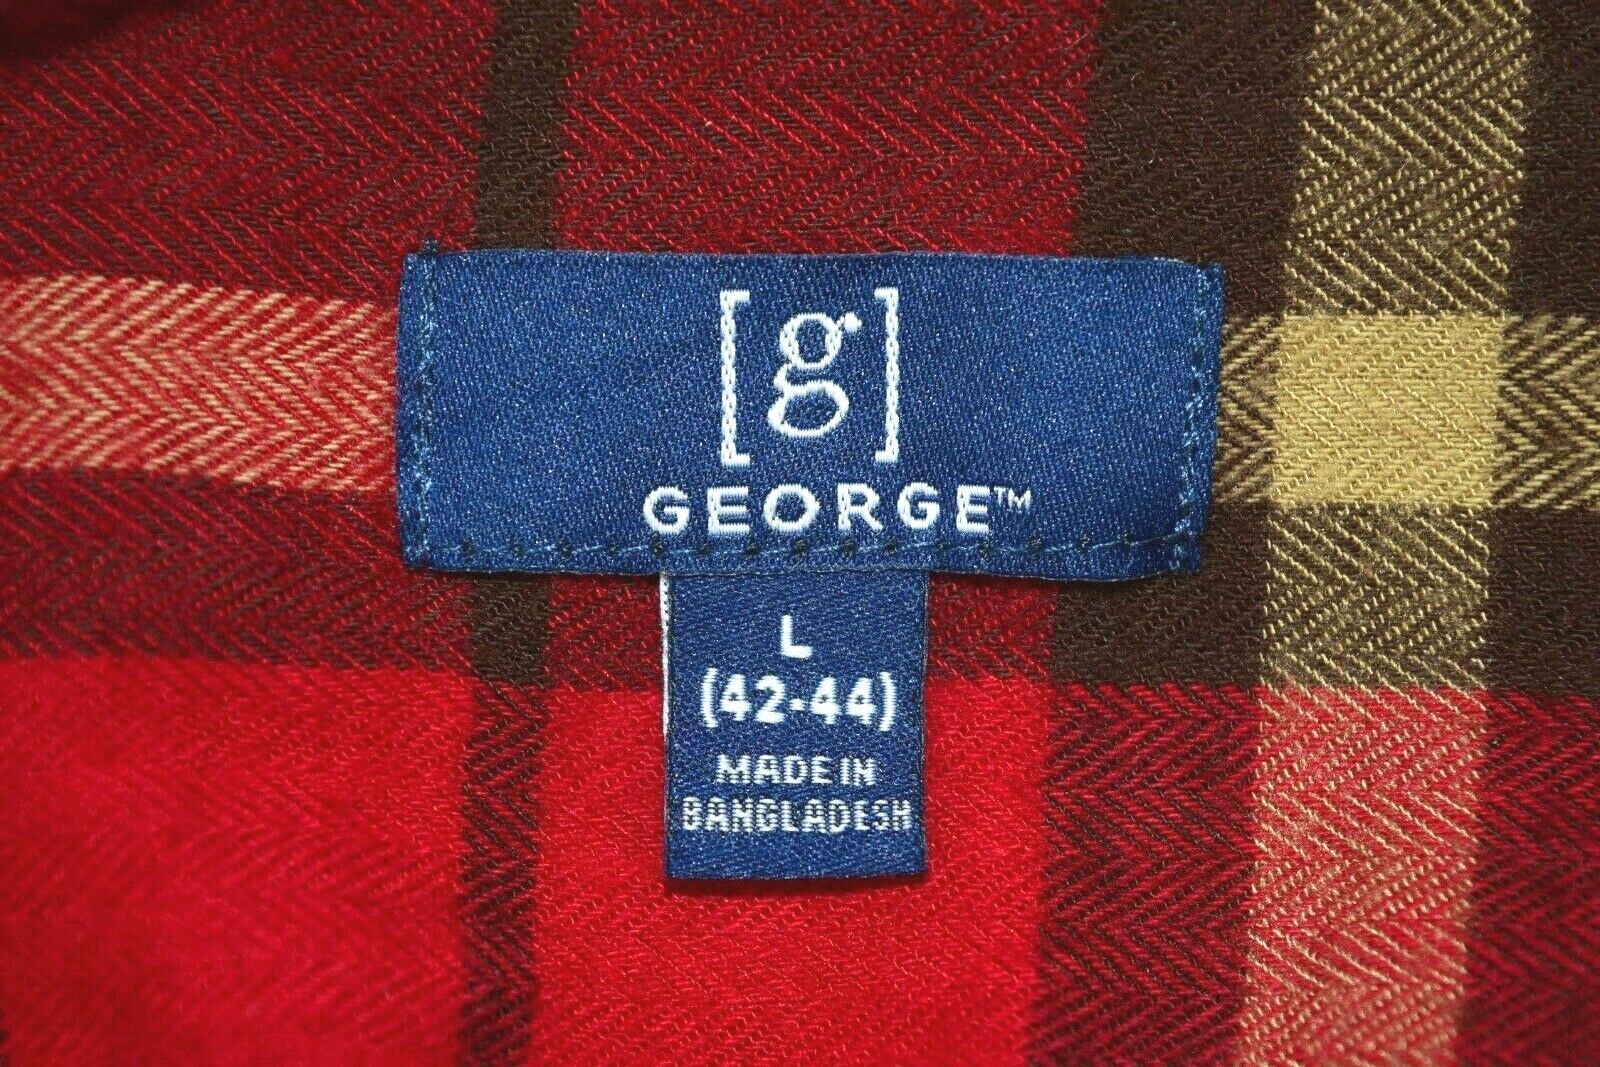 [g]
GEORGE™
L
(42-44)
MADE IN
BANGLADESH